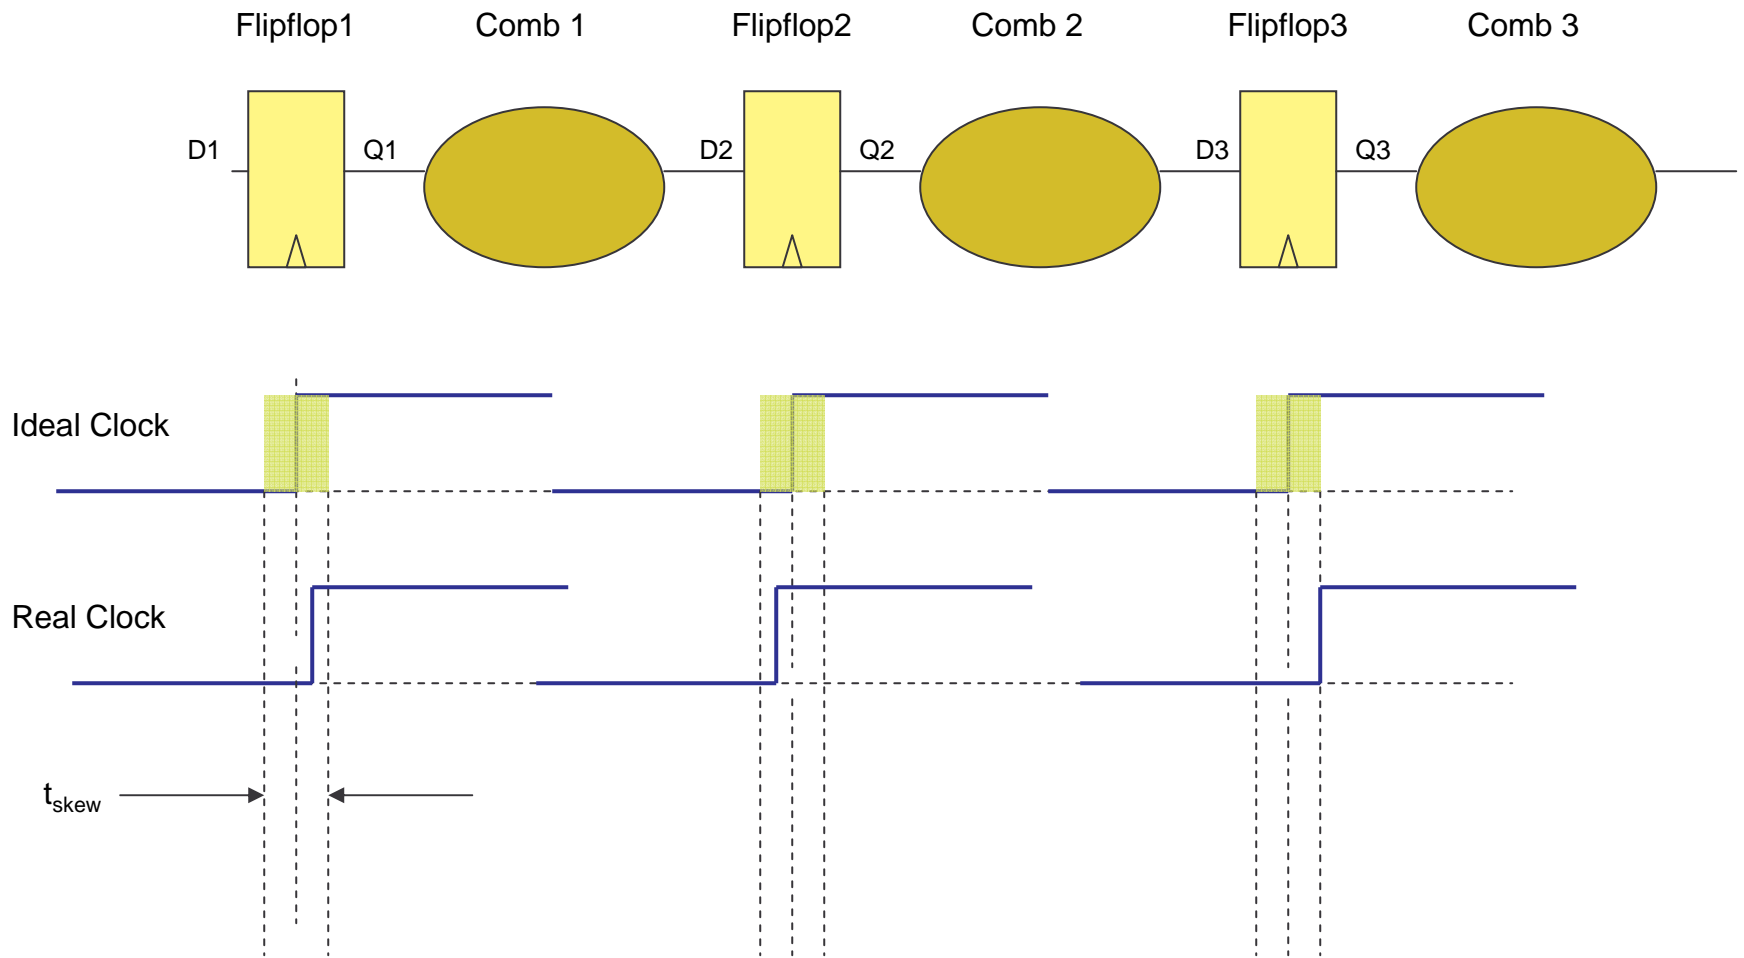 Flipflop1 Comb 1 Flipflop2 Comb 2 Flipflop3 Comb 3
D1 Q1 D2 Q2 D3 Q3
Ideal Clock
Real Clock
tskew